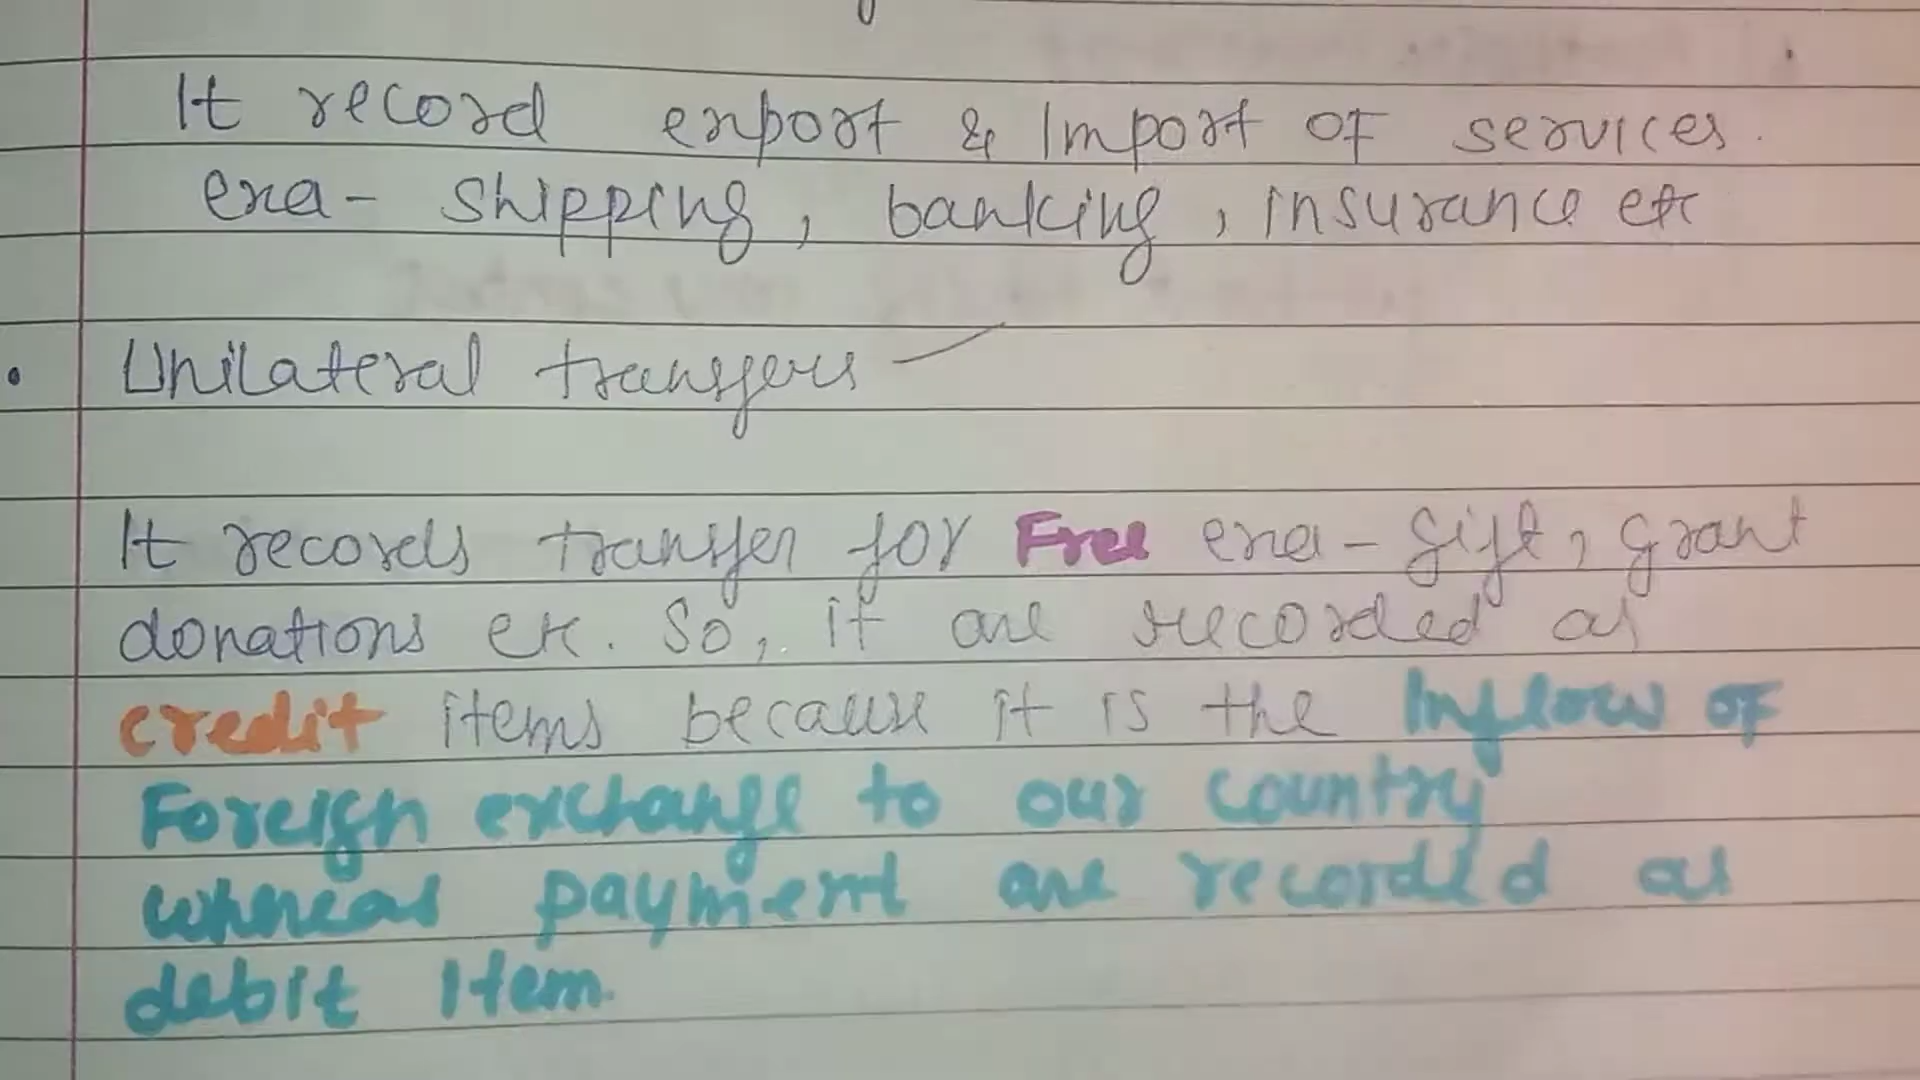 It record export & Import of services.
exa- shipping, banking, insurance etc
• Unilateral transfers -
It records transfer for Free exa- gift, grant
donations etc. So, it are recorded as
credit items because it is the Inflow of
Foreign exchange to our country
whereas payment are recorded as
debit Item.